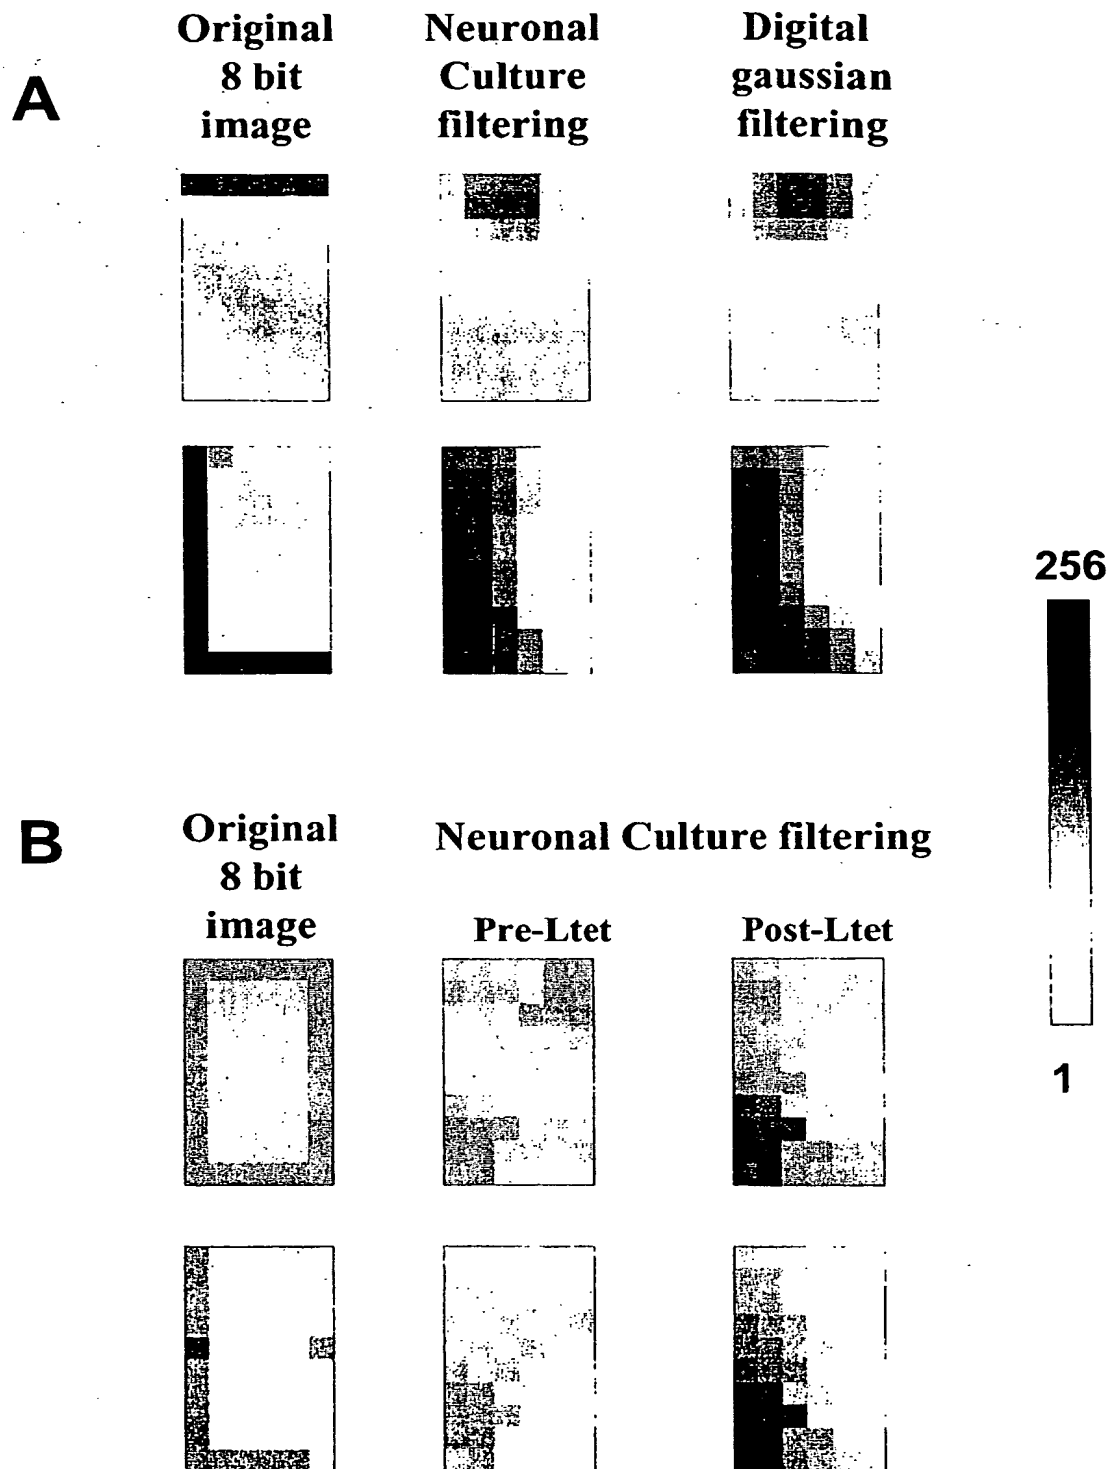 A
Original
8 bit
image
Neuronal
Culture
filtering
Digital
gaussian
filtering
256
1
B
Original
8 bit
image
Neuronal Culture filtering
Pre-Ltet
Post-Ltet